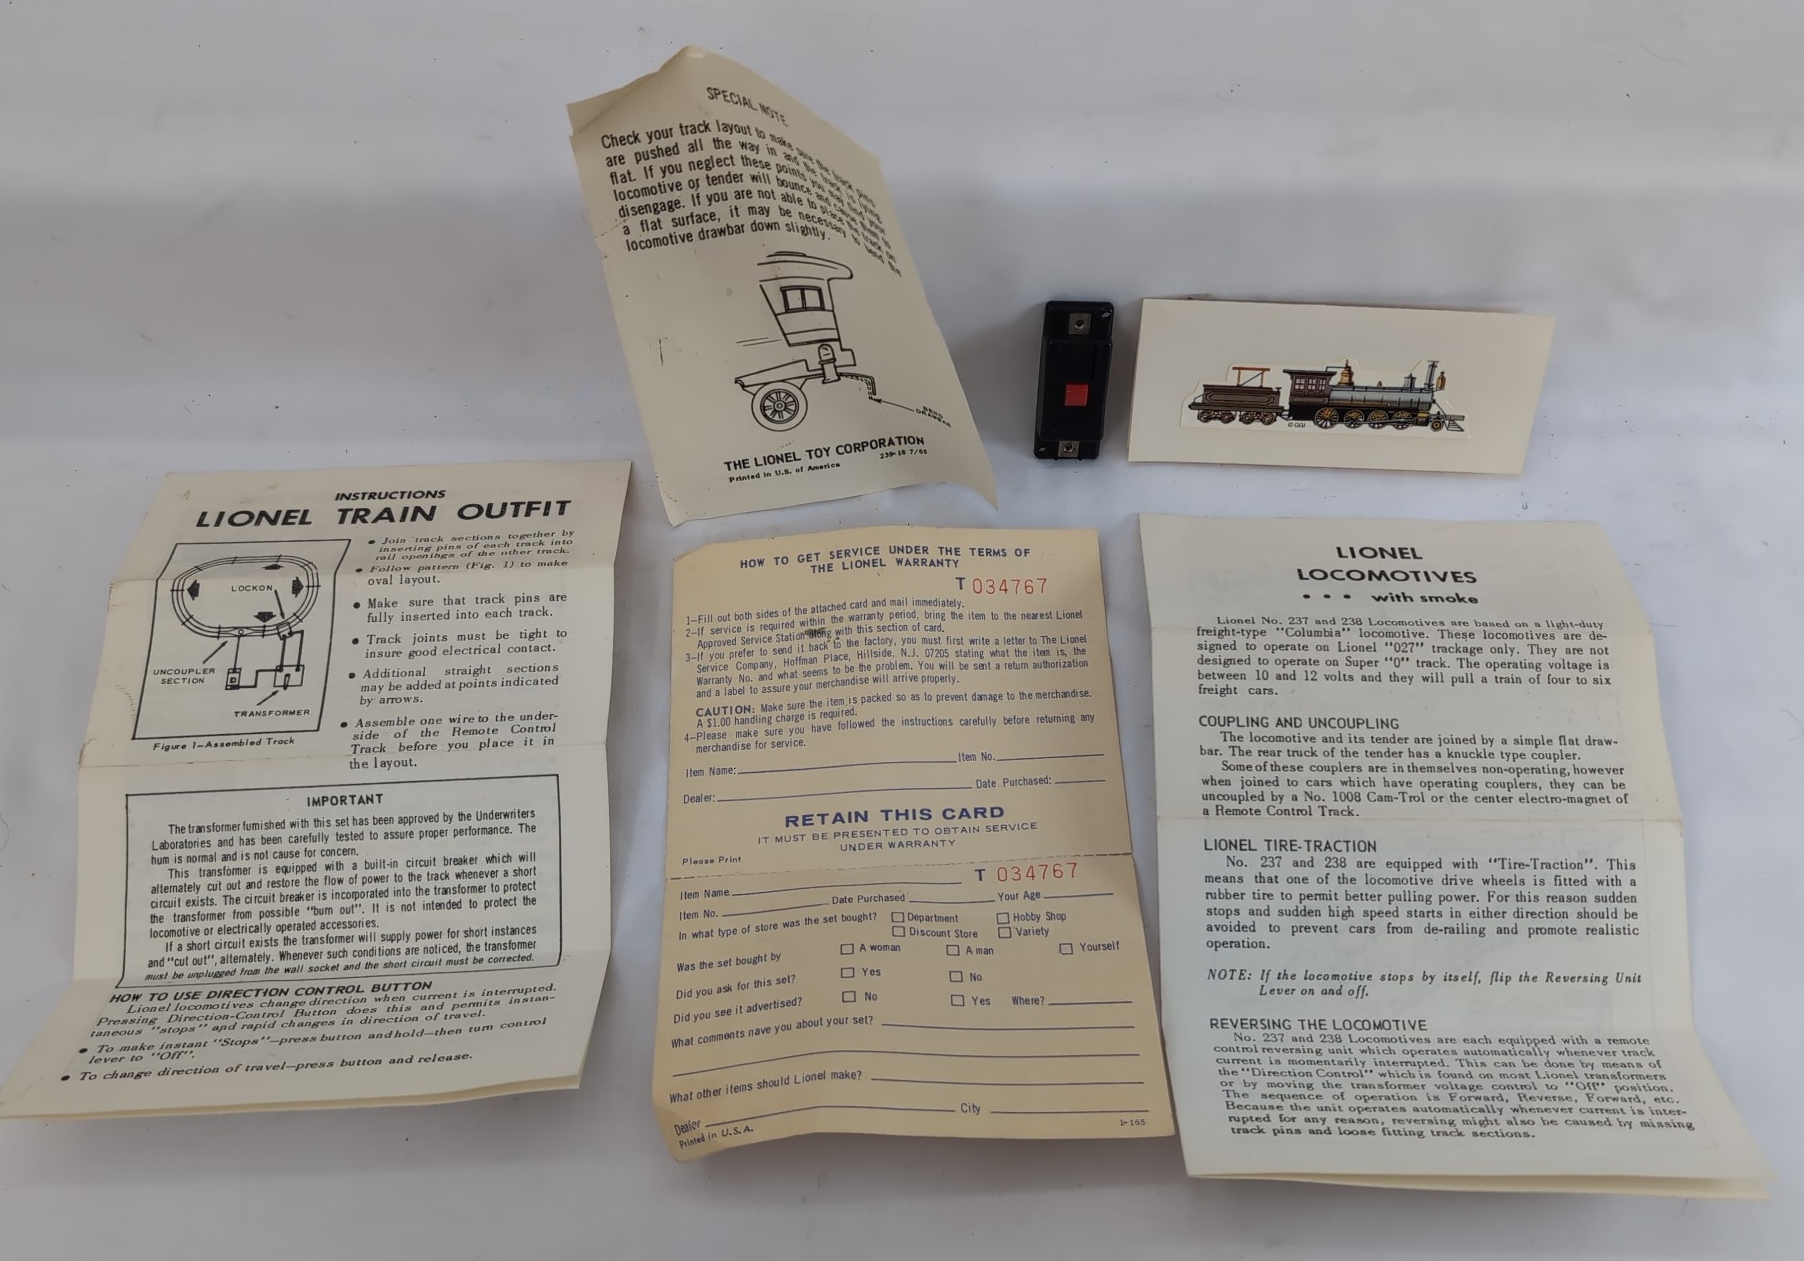 SPECIAL NOTE
Check your track layout to make sure the track pins
are pushed all the way in and the track is lying
flat. If you neglect these points you may find your
locomotive or tender will bounce and cause them to
disengage. If you are not able to place the track on
a flat surface, it may be necessary to bend the
locomotive drawbar down slightly.
BEND
DRAWBAR
THE LIONEL TOY CORPORATION
Printed in U.S. of America 239-18 7/65
© GGI
INSTRUCTIONS
LIONEL TRAIN OUTFIT
• Join track sections together by
inserting pins of each track into
rail openings of the other track.
• Follow pattern (Fig. 1) to make
oval layout.
• Make sure that track pins are
fully inserted into each track.
• Track joints must be tight to
insure good electrical contact.
• Additional straight sections
may be added at points indicated
by arrows.
• Assemble one wire to the under-
side of the Remote Control
Track before you place it in
the layout.
LOCKON
UNCOUPLER
SECTION
TRANSFORMER
Figure 1—Assembled Track
IMPORTANT
The transformer furnished with this set has been approved by the Underwriters
Laboratories and has been carefully tested to assure proper performance. The
hum is normal and is not cause for concern.
This transformer is equipped with a built-in circuit breaker which will
alternately cut out and restore the flow of power to the track whenever a short
circuit exists. The circuit breaker is incorporated into the transformer to protect
the transformer from possible "burn out". It is not intended to protect the
locomotive or electrically operated accessories.
If a short circuit exists the transformer will supply power for short instances
and "cut out", alternately. Whenever such conditions are noticed, the transformer
must be unplugged from the wall socket and the short circuit must be corrected.
HOW TO USE DIRECTION CONTROL BUTTON
Lionel locomotives change direction when current is interrupted.
Pressing Direction-Control Button does this and permits instan-
taneous "stops" and rapid changes in direction of travel.
• To make instant "Stops"—press button and hold—then turn control
lever to "Off".
• To change direction of travel—press button and release.
HOW TO GET SERVICE UNDER THE TERMS OF
THE LIONEL WARRANTY
T 034767
1—Fill out both sides of the attached card and mail immediately.
2—If service is required within the warranty period, bring the item to the nearest Lionel
Approved Service Station along with this section of card.
3—If you prefer to send it back to the factory, you must first write a letter to The Lionel
Service Company, Hoffman Place, Hillside, N.J. 07205 stating what the item is, the
Warranty No. and what seems to be the problem. You will be sent a return authorization
and a label to assure your merchandise will arrive properly.
CAUTION: Make sure the item is packed so as to prevent damage to the merchandise.
A $1.00 handling charge is required.
4—Please make sure you have followed the instructions carefully before returning any
merchandise for service.
Item Name: Item No.
Dealer: Date Purchased:
RETAIN THIS CARD
IT MUST BE PRESENTED TO OBTAIN SERVICE
UNDER WARRANTY
Please Print
T 034767
Item Name
Item No. Date Purchased Your Age
In what type of store was the set bought? Department Hobby Shop
Discount Store Variety
Was the set bought by A woman A man Yourself
Did you ask for this set? Yes No
Did you see it advertised? No Yes Where?
What comments have you about your set?
What other items should Lionel make?
Dealer City
Printed in U.S.A. 1-165
LIONEL
LOCOMOTIVES
• • • with smoke
Lionel No. 237 and 238 Locomotives are based on a light-duty
freight-type "Columbia" locomotive. These locomotives are de-
signed to operate on Lionel "027" trackage only. They are not
designed to operate on Super "0" track. The operating voltage is
between 10 and 12 volts and they will pull a train of four to six
freight cars.
COUPLING AND UNCOUPLING
The locomotive and its tender are joined by a simple flat draw-
bar. The rear truck of the tender has a knuckle type coupler.
Some of these couplers are in themselves non-operating, however
when joined to cars which have operating couplers, they can be
uncoupled by a No. 1008 Cam-Trol or the center electro-magnet of
a Remote Control Track.
LIONEL TIRE-TRACTION
No. 237 and 238 are equipped with "Tire-Traction". This
means that one of the locomotive drive wheels is fitted with a
rubber tire to permit better pulling power. For this reason sudden
stops and sudden high speed starts in either direction should be
avoided to prevent cars from de-railing and promote realistic
operation.
NOTE: If the locomotive stops by itself, flip the Reversing Unit
Lever on and off.
REVERSING THE LOCOMOTIVE
No. 237 and 238 Locomotives are each equipped with a remote
control reversing unit which operates automatically whenever track
current is momentarily interrupted. This can be done by means of
the "Direction Control" which is found on most Lionel transformers
or by moving the transformer voltage control to "Off" position.
The sequence of operation is Forward, Reverse, Forward, etc.
Because the unit operates automatically whenever current is inter-
rupted for any reason, reversing might also be caused by missing
track pins and loose fitting track sections.